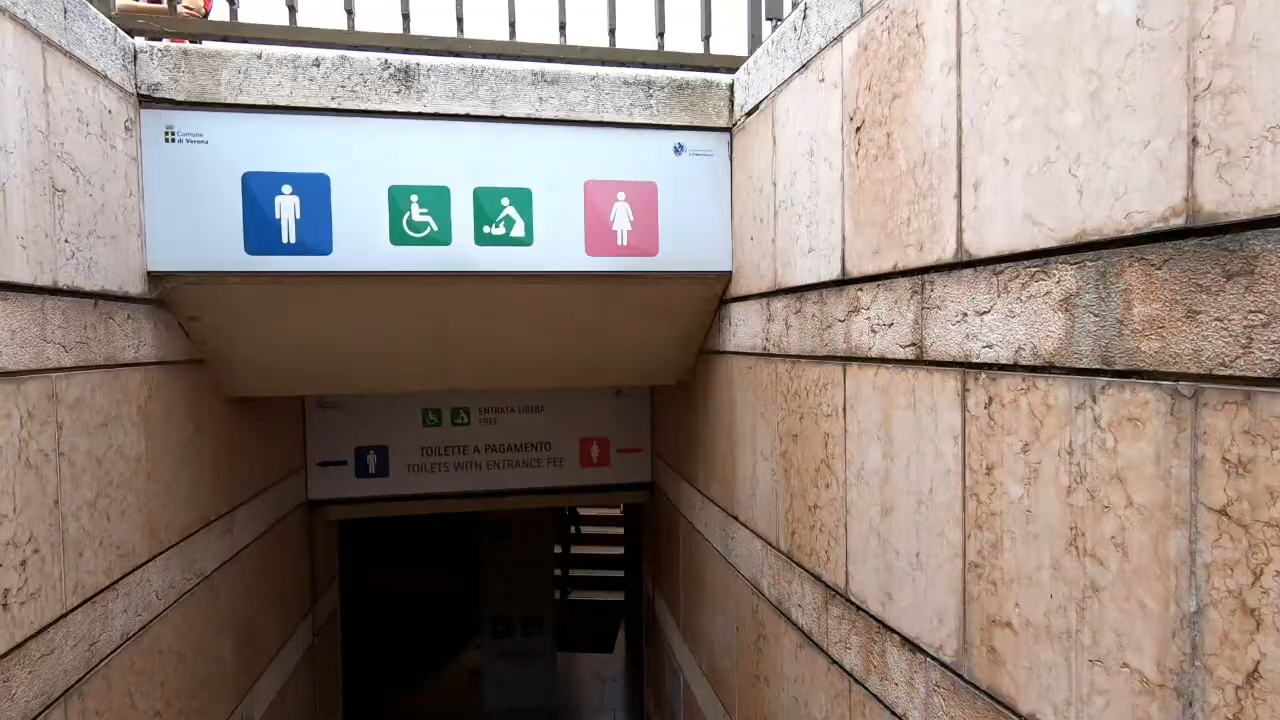 Comune
di Verona
ENTRATA LIBERA
FREE
TOILETTE A PAGAMENTO
TOILETS WITH ENTRANCE FEE